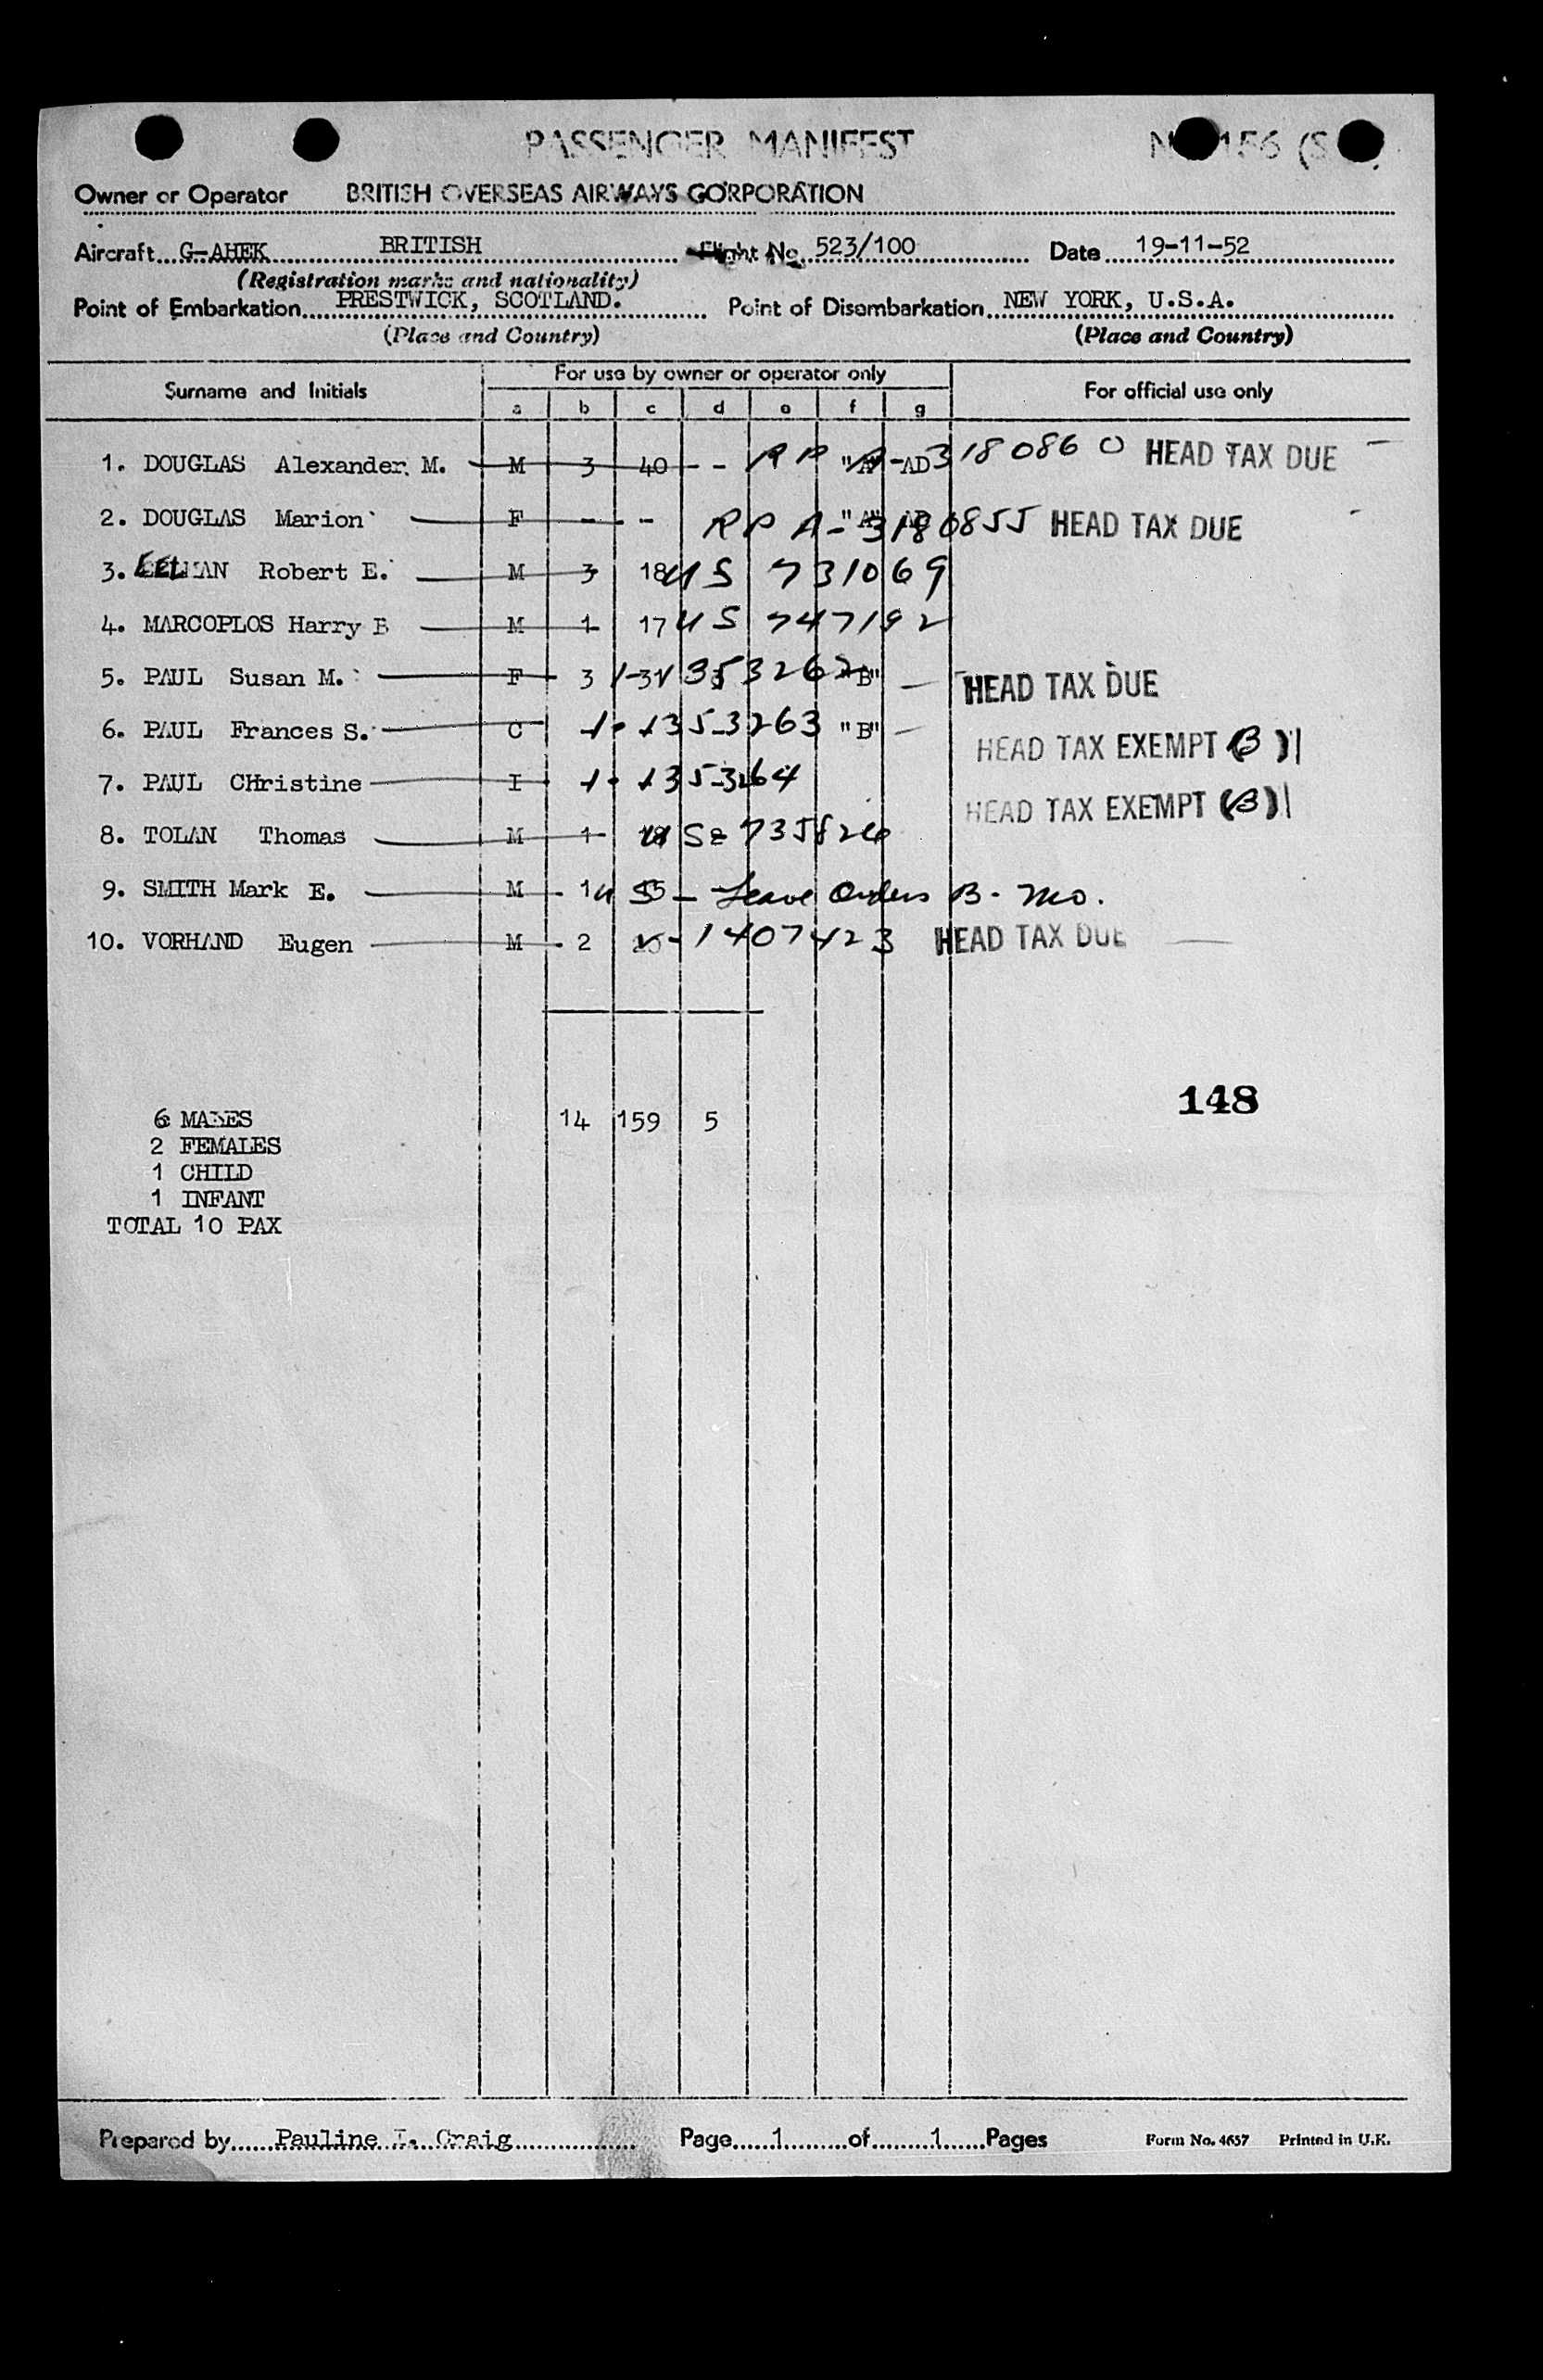 PASSENGER MANIFEST
Owner or Operator BRITISH OVERSEAS AIRWAYS CORPORATION
Aircraft G-AHEK BRITISH Flight No. 523/100 Date 19-11-52
(Registration marks and nationality)
Point of Embarkation PRESTWICK, SCOTLAND. Point of Disembarkation NEW YORK, U.S.A.
(Place and Country) (Place and Country)
Surname and Initials For use by owner or operator only For official use only
a b c d e f g
1. DOUGLAS Alexander M. M 3 40 - - RP "A" AD 3180860 HEAD TAX DUE
2. DOUGLAS Marion F - - RP A-3180855 HEAD TAX DUE
3. Robert E. M 3 18 US 731069
4. MARCOPLOS Harry B M 1 17 US 747192
5. PAUL Susan M. F 3 31 "B" HEAD TAX DUE
6. PAUL Frances S. C 1353263 "B" HEAD TAX EXEMPT (B)
7. PAUL CHristine I 1353264 HEAD TAX EXEMPT (B)
8. TOLAN Thomas M 1
9. SMITH Mark E. M 1 US - Leave Orders B. Mo.
10. VORHAND Eugen M 2 V-1407423 HEAD TAX DUE
6 MALES 14 159 5
148
2 FEMALES
1 CHILD
1 INFANT
TOTAL 10 PAX
Prepared by Pauline I. Craig Page 1 of 1 Pages Form No. 4657 Printed in U.K.